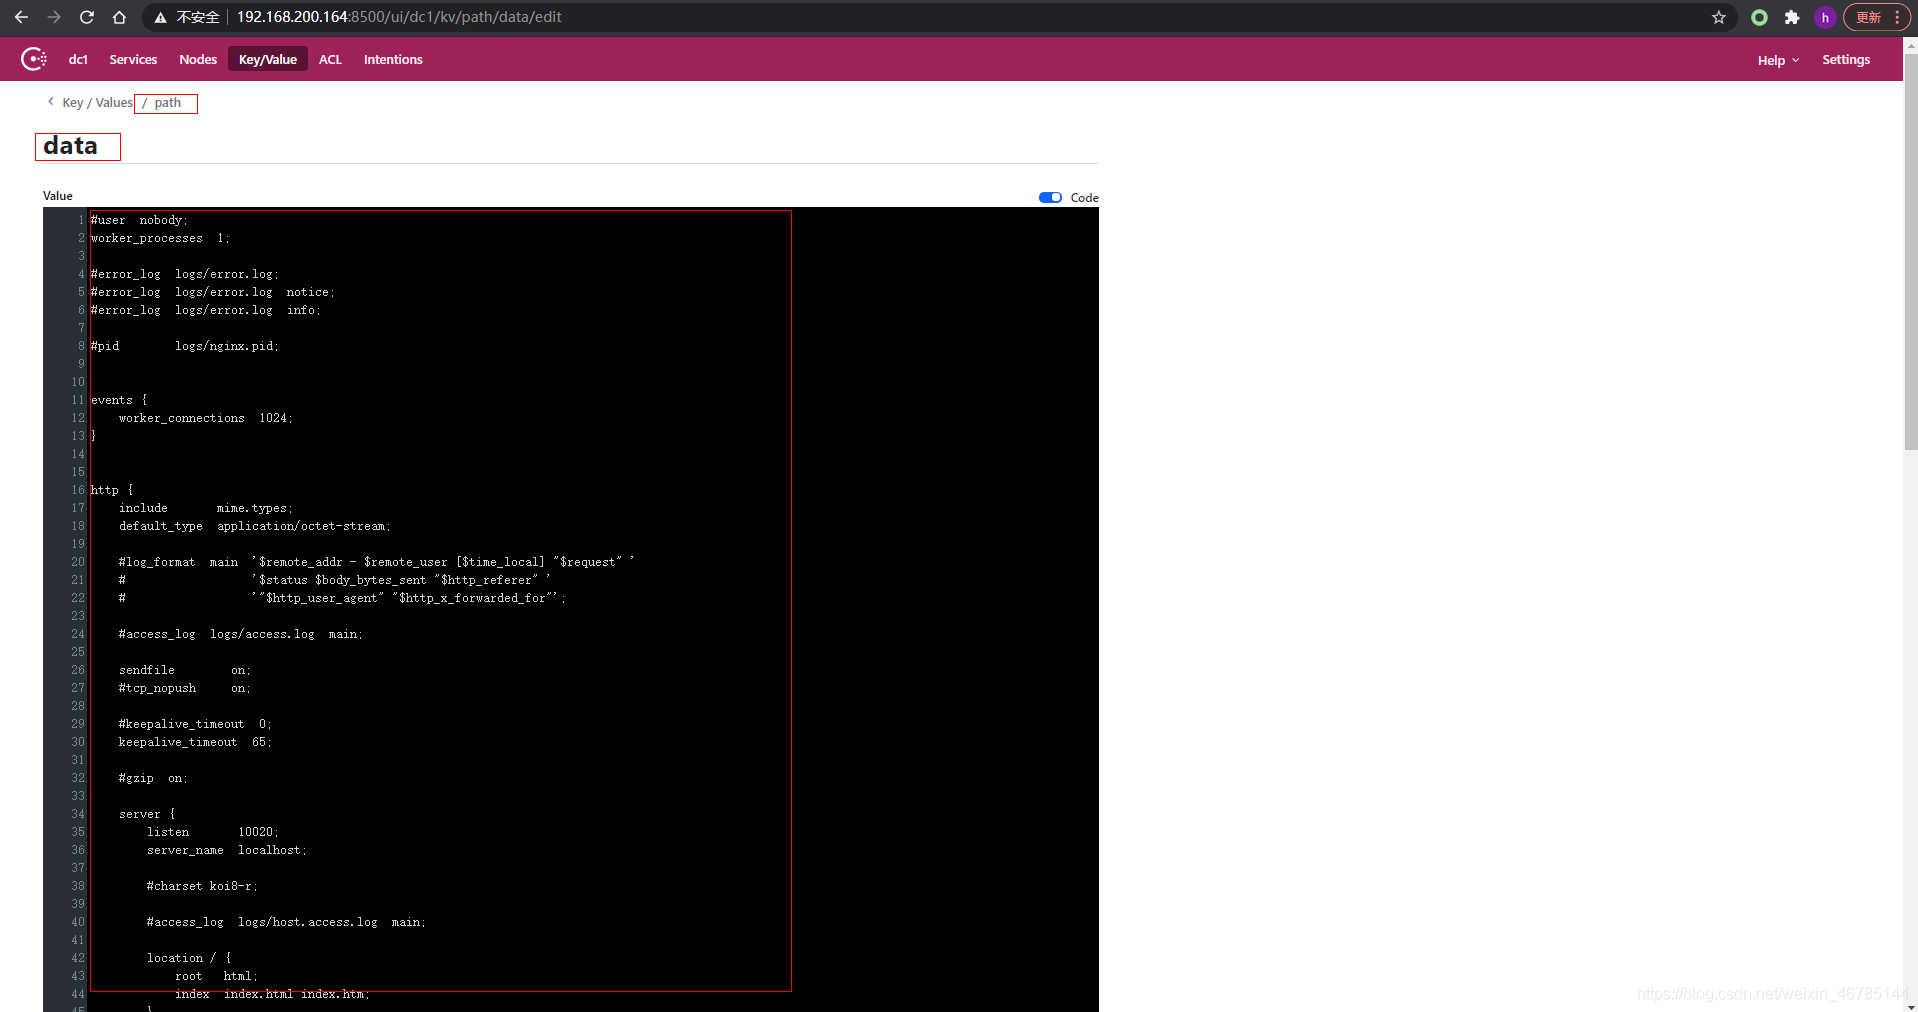 不安全 192.168.200.164:8500/ui/dc1/kv/path/data/edit h 更新
dc1 Services Nodes Key/Value ACL Intentions Help Settings
Key / Values / path
data
Value Code
1 #user  nobody;
2 worker_processes  1;
3
4 #error_log  logs/error.log;
5 #error_log  logs/error.log  notice;
6 #error_log  logs/error.log  info;
7
8 #pid        logs/nginx.pid;
9
10
11 events {
12     worker_connections  1024;
13 }
14
15
16 http {
17     include       mime.types;
18     default_type  application/octet-stream;
19
20     #log_format  main  '$remote_addr - $remote_user [$time_local] "$request" '
21     #                  '$status $body_bytes_sent "$http_referer" '
22     #                  '"$http_user_agent" "$http_x_forwarded_for"';
23
24     #access_log  logs/access.log  main;
25
26     sendfile        on;
27     #tcp_nopush     on;
28
29     #keepalive_timeout  0;
30     keepalive_timeout  65;
31
32     #gzip  on;
33
34     server {
35         listen       10020;
36         server_name  localhost;
37
38         #charset koi8-r;
39
40         #access_log  logs/host.access.log  main;
41
42         location / {
43             root   html;
44             index  index.html index.htm;
45         }
https://blog.csdn.net/weixin_46785144